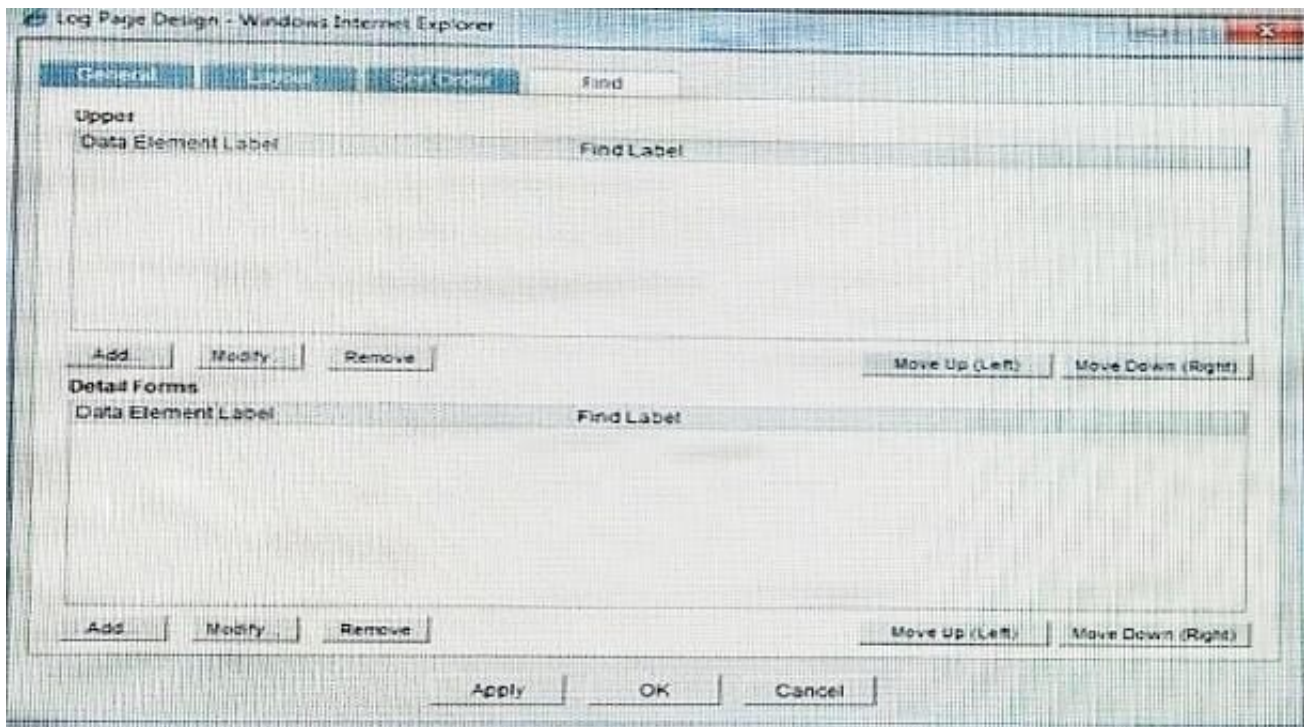 Log Page Design - Windows Internet Explorer
General Layout Sort Order Find
Upper
Data Element Label Find Label
Add... Modify... Remove Move Up (Left) Move Down (Right)
Detail Forms
Data Element Label Find Label
Add... Modify... Remove Move Up (Left) Move Down (Right)
Apply OK Cancel